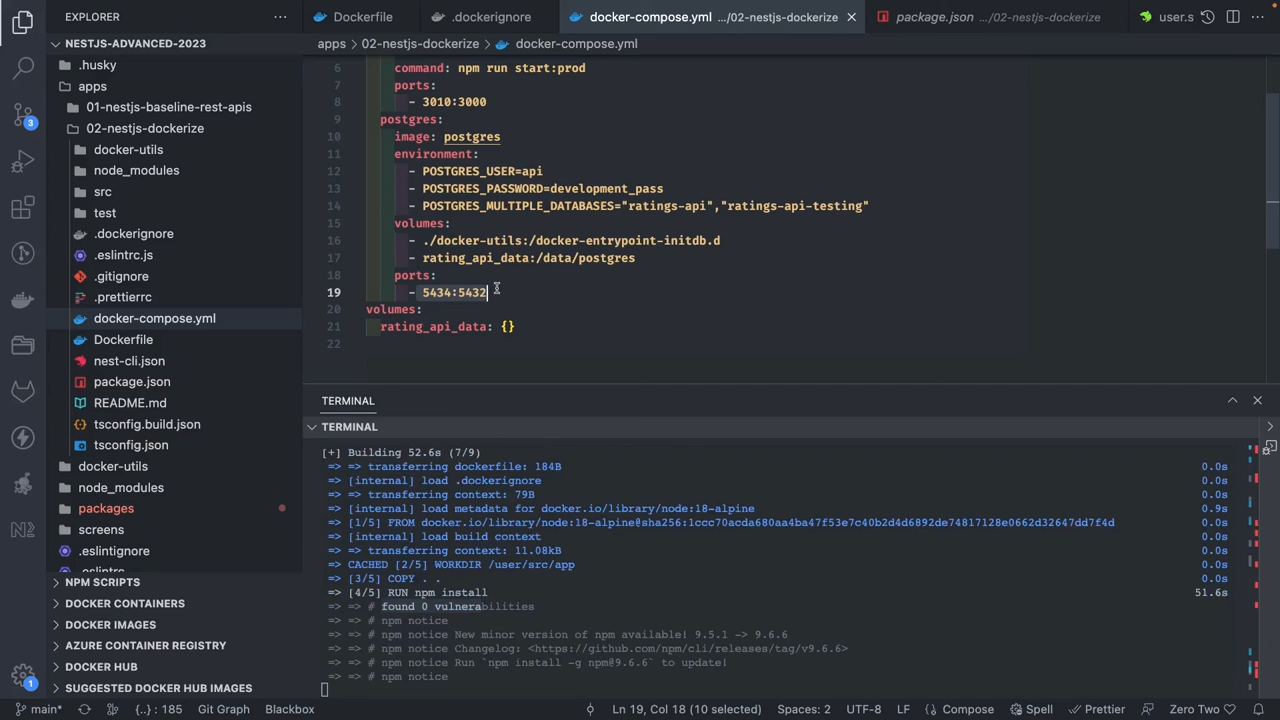 EXPLORER
Dockerfile
.dockerignore
docker-compose.yml .../02-nestjs-dockerize
package.json .../02-nestjs-dockerize
user.s
NESTJS-ADVANCED-2023
apps > 02-nestjs-dockerize > docker-compose.yml
.husky
apps
01-nestjs-baseline-rest-apis
02-nestjs-dockerize
docker-utils
node_modules
src
test
.dockerignore
.eslintrc.js
.gitignore
.prettierrc
docker-compose.yml
Dockerfile
nest-cli.json
package.json
README.md
tsconfig.build.json
tsconfig.json
docker-utils
node_modules
packages
screens
.eslintignore
.eslintrc
NPM SCRIPTS
DOCKER CONTAINERS
DOCKER IMAGES
AZURE CONTAINER REGISTRY
DOCKER HUB
SUGGESTED DOCKER HUB IMAGES
3
1
6 command: npm run start:prod
7 ports:
8 - 3010:3000
9 postgres:
10 image: postgres
11 environment:
12 - POSTGRES_USER=api
13 - POSTGRES_PASSWORD=development_pass
14 - POSTGRES_MULTIPLE_DATABASES="ratings-api","ratings-api-testing"
15 volumes:
16 - ./docker-utils:/docker-entrypoint-initdb.d
17 - rating_api_data:/data/postgres
18 ports:
19 - 5434:5432
20 volumes:
21 rating_api_data: {}
22
TERMINAL
TERMINAL
[+] Building 52.6s (7/9)
=> => transferring dockerfile: 184B 0.0s
=> [internal] load .dockerignore 0.0s
=> => transferring context: 79B 0.0s
=> [internal] load metadata for docker.io/library/node:18-alpine 0.9s
=> [1/5] FROM docker.io/library/node:18-alpine@sha256:1ccc70acda680aa4ba47f53e7c40b2d4d6892de74817128e0662d32647dd7f4d 0.0s
=> [internal] load build context 0.0s
=> => transferring context: 11.08kB 0.0s
=> CACHED [2/5] WORKDIR /user/src/app 0.0s
=> [3/5] COPY . . 0.0s
=> [4/5] RUN npm install 51.6s
=> => # found 0 vulnerabilities
=> => # npm notice
=> => # npm notice New minor version of npm available! 9.5.1 -> 9.6.6
=> => # npm notice Changelog: <https://github.com/npm/cli/releases/tag/v9.6.6>
=> => # npm notice Run `npm install -g npm@9.6.6` to update!
=> => # npm notice
main* {..} : 185 Git Graph Blackbox Ln 19, Col 18 (10 selected) Spaces: 2 UTF-8 LF Compose Spell Prettier Zero Two